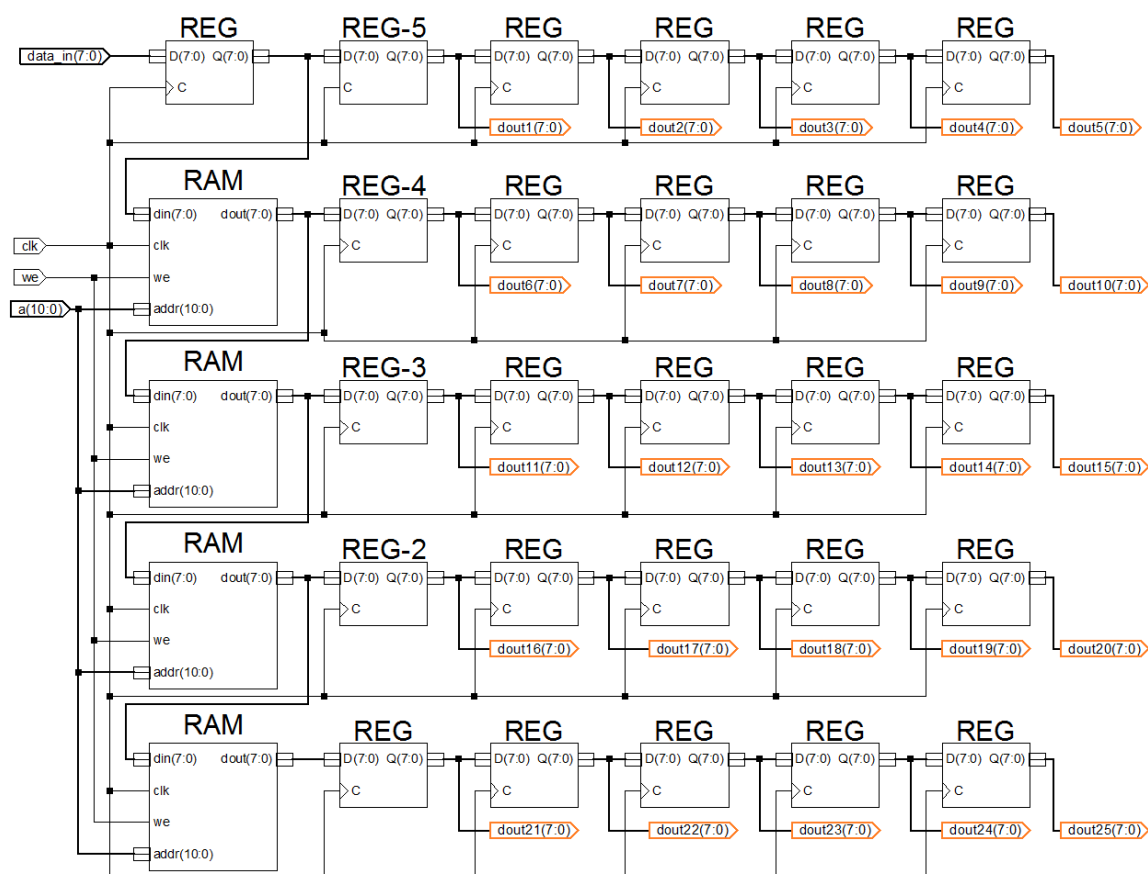 REG REG-5 REG REG REG REG
data_in(7:0) D(7:0) Q(7:0) D(7:0) Q(7:0) D(7:0) Q(7:0) D(7:0) Q(7:0) D(7:0) Q(7:0) D(7:0) Q(7:0)
C C C C C C
dout1(7:0) dout2(7:0) dout3(7:0) dout4(7:0) dout5(7:0)
RAM REG-4 REG REG REG REG
din(7:0) dout(7:0) D(7:0) Q(7:0) D(7:0) Q(7:0) D(7:0) Q(7:0) D(7:0) Q(7:0) D(7:0) Q(7:0)
clk clk C C C C C
we we dout6(7:0) dout7(7:0) dout8(7:0) dout9(7:0) dout10(7:0)
a(10:0) addr(10:0)
RAM REG-3 REG REG REG REG
din(7:0) dout(7:0) D(7:0) Q(7:0) D(7:0) Q(7:0) D(7:0) Q(7:0) D(7:0) Q(7:0) D(7:0) Q(7:0)
clk C C C C C
we dout11(7:0) dout12(7:0) dout13(7:0) dout14(7:0) dout15(7:0)
addr(10:0)
RAM REG-2 REG REG REG REG
din(7:0) dout(7:0) D(7:0) Q(7:0) D(7:0) Q(7:0) D(7:0) Q(7:0) D(7:0) Q(7:0) D(7:0) Q(7:0)
clk C C C C C
we dout16(7:0) dout17(7:0) dout18(7:0) dout19(7:0) dout20(7:0)
addr(10:0)
RAM REG REG REG REG REG
din(7:0) dout(7:0) D(7:0) Q(7:0) D(7:0) Q(7:0) D(7:0) Q(7:0) D(7:0) Q(7:0) D(7:0) Q(7:0)
clk C C C C C
we dout21(7:0) dout22(7:0) dout23(7:0) dout24(7:0) dout25(7:0)
addr(10:0)